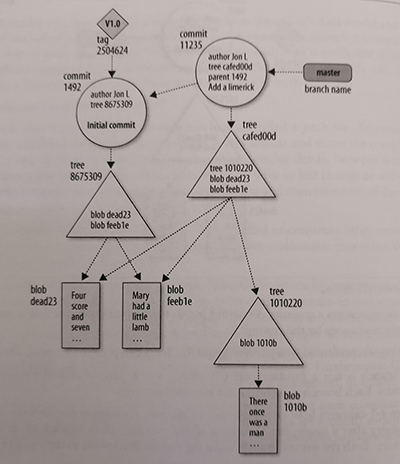 V1.0
tag
2504624
commit
1492
author Jon L
tree 8675309
Initial commit
commit
11235
author Jon L
tree cafed00d
parent 1492
Add a limerick
master
branch name
tree
cafed00d
tree 1010220
blob dead23
blob feeb1e
tree
8675309
blob dead23
blob feeb1e
blob
dead23
Four
score
and
seven
...
Mary
had a
little
lamb
...
blob
feeb1e
tree
1010220
blob 1010b
There
once
was a
man
...
blob
1010b